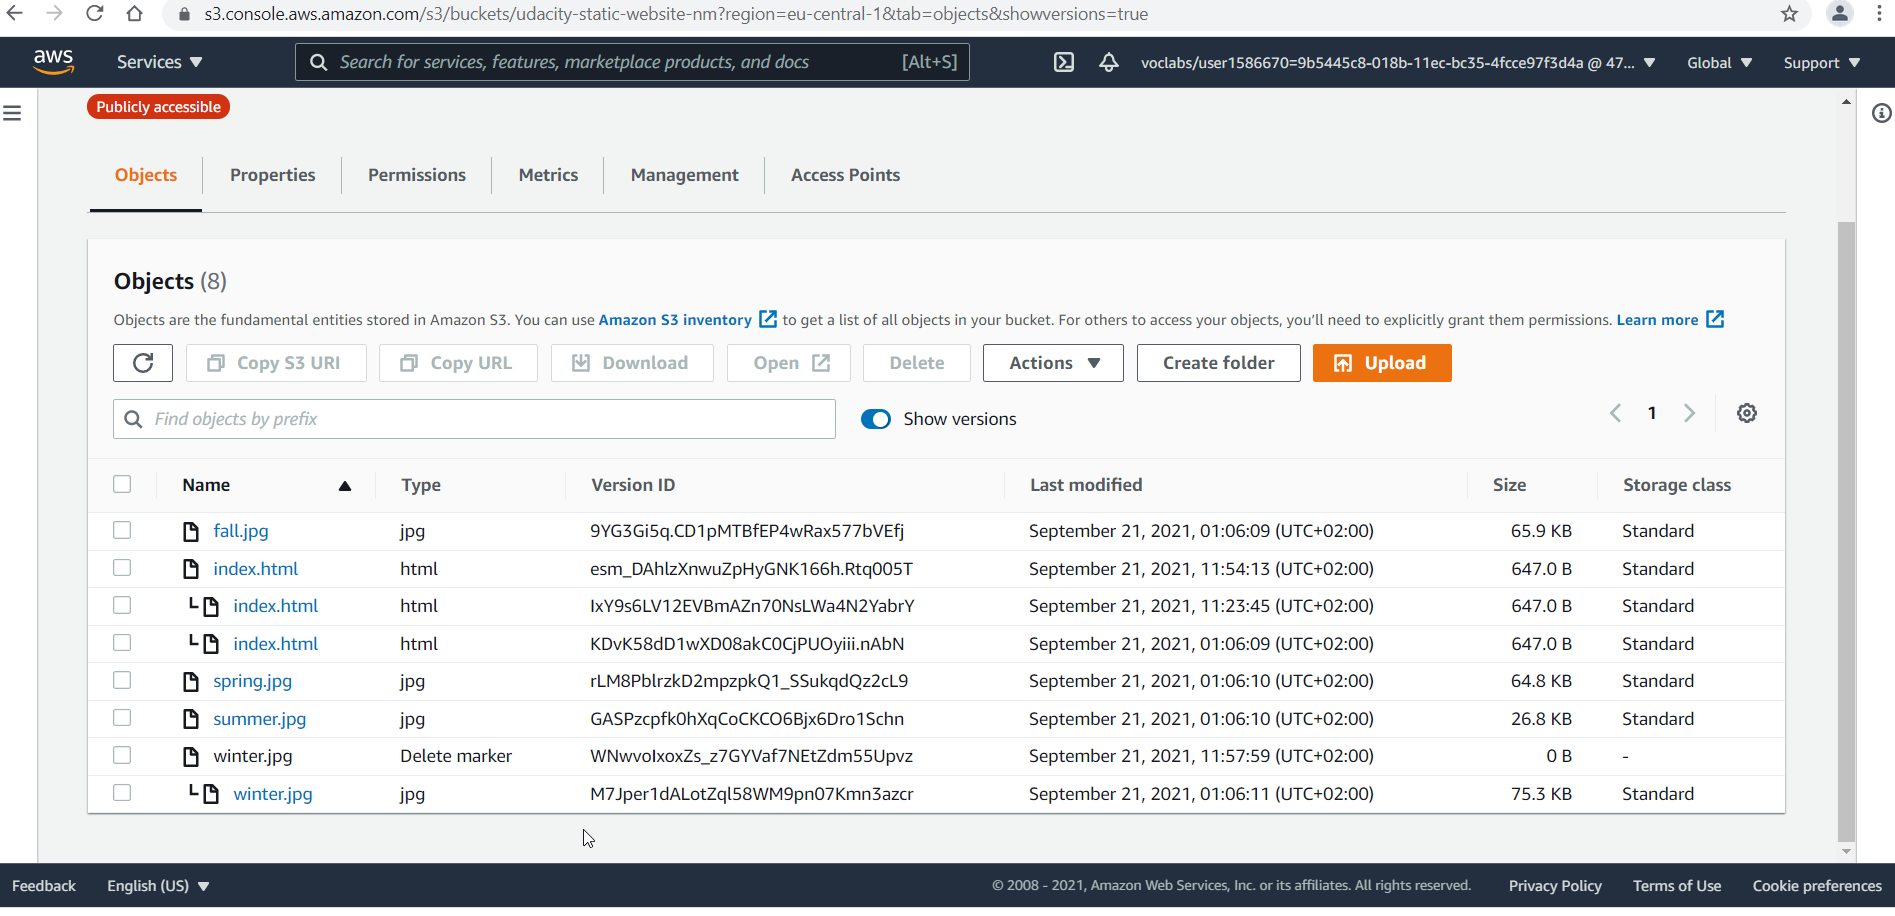 s3.console.aws.amazon.com/s3/buckets/udacity-static-website-nm?region=eu-central-1&tab=objects&showversions=true
aws Services Search for services, features, marketplace products, and docs [Alt+S] voclabs/user1586670=9b5445c8-018b-11ec-bc35-4fcce97f3d4a @ 47... Global Support
Publicly accessible
Objects Properties Permissions Metrics Management Access Points
Objects (8)
Objects are the fundamental entities stored in Amazon S3. You can use Amazon S3 inventory to get a list of all objects in your bucket. For others to access your objects, you'll need to explicitly grant them permissions. Learn more
Copy S3 URI Copy URL Download Open Delete Actions Create folder Upload
Find objects by prefix Show versions 1
Name Type Version ID Last modified Size Storage class
fall.jpg jpg 9YG3Gi5q.CD1pMTBfEP4wRax577bVEfj September 21, 2021, 01:06:09 (UTC+02:00) 65.9 KB Standard
index.html html esm_DAhlzXnwuZpHyGNK166h.Rtq005T September 21, 2021, 11:54:13 (UTC+02:00) 647.0 B Standard
index.html html IxY9s6LV12EVBmAZn70NsLWa4N2YabrY September 21, 2021, 11:23:45 (UTC+02:00) 647.0 B Standard
index.html html KDvK58dD1wXD08akC0CjPUOyiii.nAbN September 21, 2021, 01:06:09 (UTC+02:00) 647.0 B Standard
spring.jpg jpg rLM8PblrzkD2mpzpkQ1_SSukqdQz2cL9 September 21, 2021, 01:06:10 (UTC+02:00) 64.8 KB Standard
summer.jpg jpg GASPzcpfk0hXqCoCKCO6Bjx6Dro1Schn September 21, 2021, 01:06:10 (UTC+02:00) 26.8 KB Standard
winter.jpg Delete marker WNwvoIxoxZs_z7GYVaf7NEtZdm55Upvz September 21, 2021, 11:57:59 (UTC+02:00) 0 B -
winter.jpg jpg M7Jper1dALotZql58WM9pn07Kmn3azcr September 21, 2021, 01:06:11 (UTC+02:00) 75.3 KB Standard
Feedback English (US) © 2008 - 2021, Amazon Web Services, Inc. or its affiliates. All rights reserved. Privacy Policy Terms of Use Cookie preferences